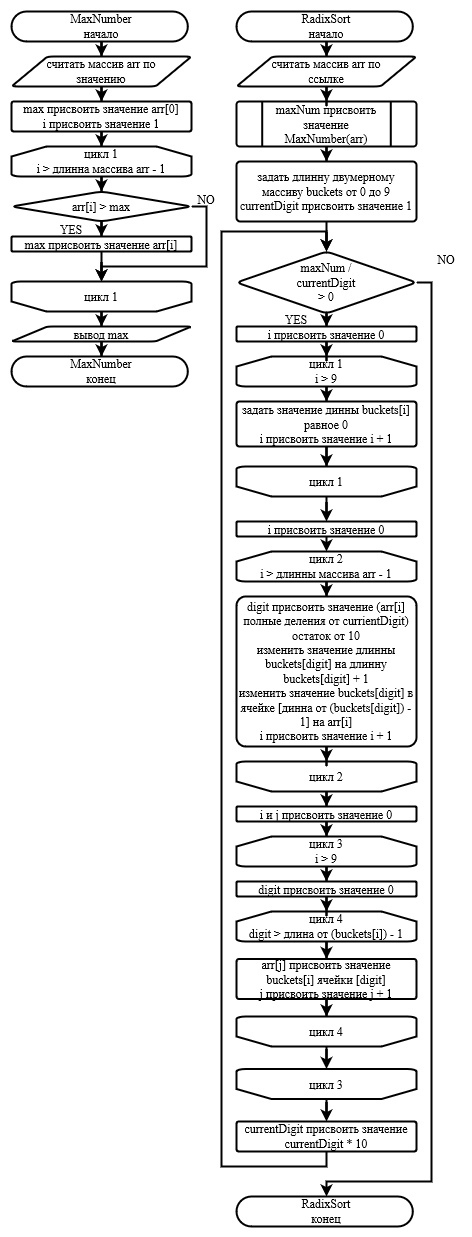 MaxNumber
начало
считать массив arr по
значению
max присвоить значение arr[0]
i присвоить значение 1
цикл 1
i > длинна массива arr - 1
arr[i] > max
NO
YES
max присвоить значение arr[i]
цикл 1
вывод max
MaxNumber
конец
RadixSort
начало
считать массив arr по
ссылке
maxNum присвоить
значение
MaxNumber(arr)
задать длинну двумерному
массиву buckets от 0 до 9
currentDigit присвоить значение 1
maxNum /
currentDigit
> 0
NO
YES
i присвоить значение 0
цикл 1
i > 9
задать значение динны buckets[i]
равное 0
i присвоить значение i + 1
цикл 1
i присвоить значение 0
цикл 2
i > длинны массива arr - 1
digit присвоить значение (arr[i]
полные деления от currientDigit)
остаток от 10
изменить значение длинны
buckets[digit] на длинну
buckets[digit] + 1
изменить значение buckets[digit] в
ячейке [динна от (buckets[digit]) -
1] на arr[i]
i присвоить значение i + 1
цикл 2
i и j присвоить значение 0
цикл 3
i > 9
digit присвоить значение 0
цикл 4
digit > длина от (buckets[i]) - 1
arr[j] присвоить значение
buckets[i] ячейки [digit]
j присвоить значение j + 1
цикл 4
цикл 3
currentDigit присвоить значение
currentDigit * 10
RadixSort
конец